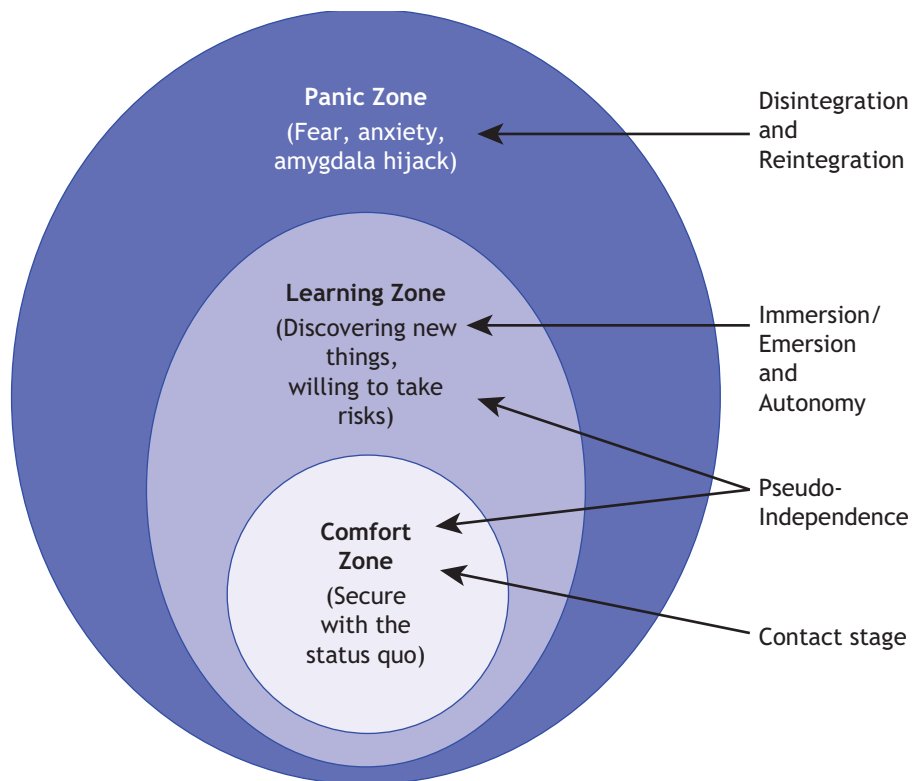 Panic Zone
(Fear, anxiety,
amygdala hijack)
Disintegration
and
Reintegration
Learning Zone
(Discovering new
things,
willing to take
risks)
Immersion/
Emersion
and
Autonomy
Pseudo-
Independence
Comfort
Zone
(Secure
with the
status quo)
Contact stage